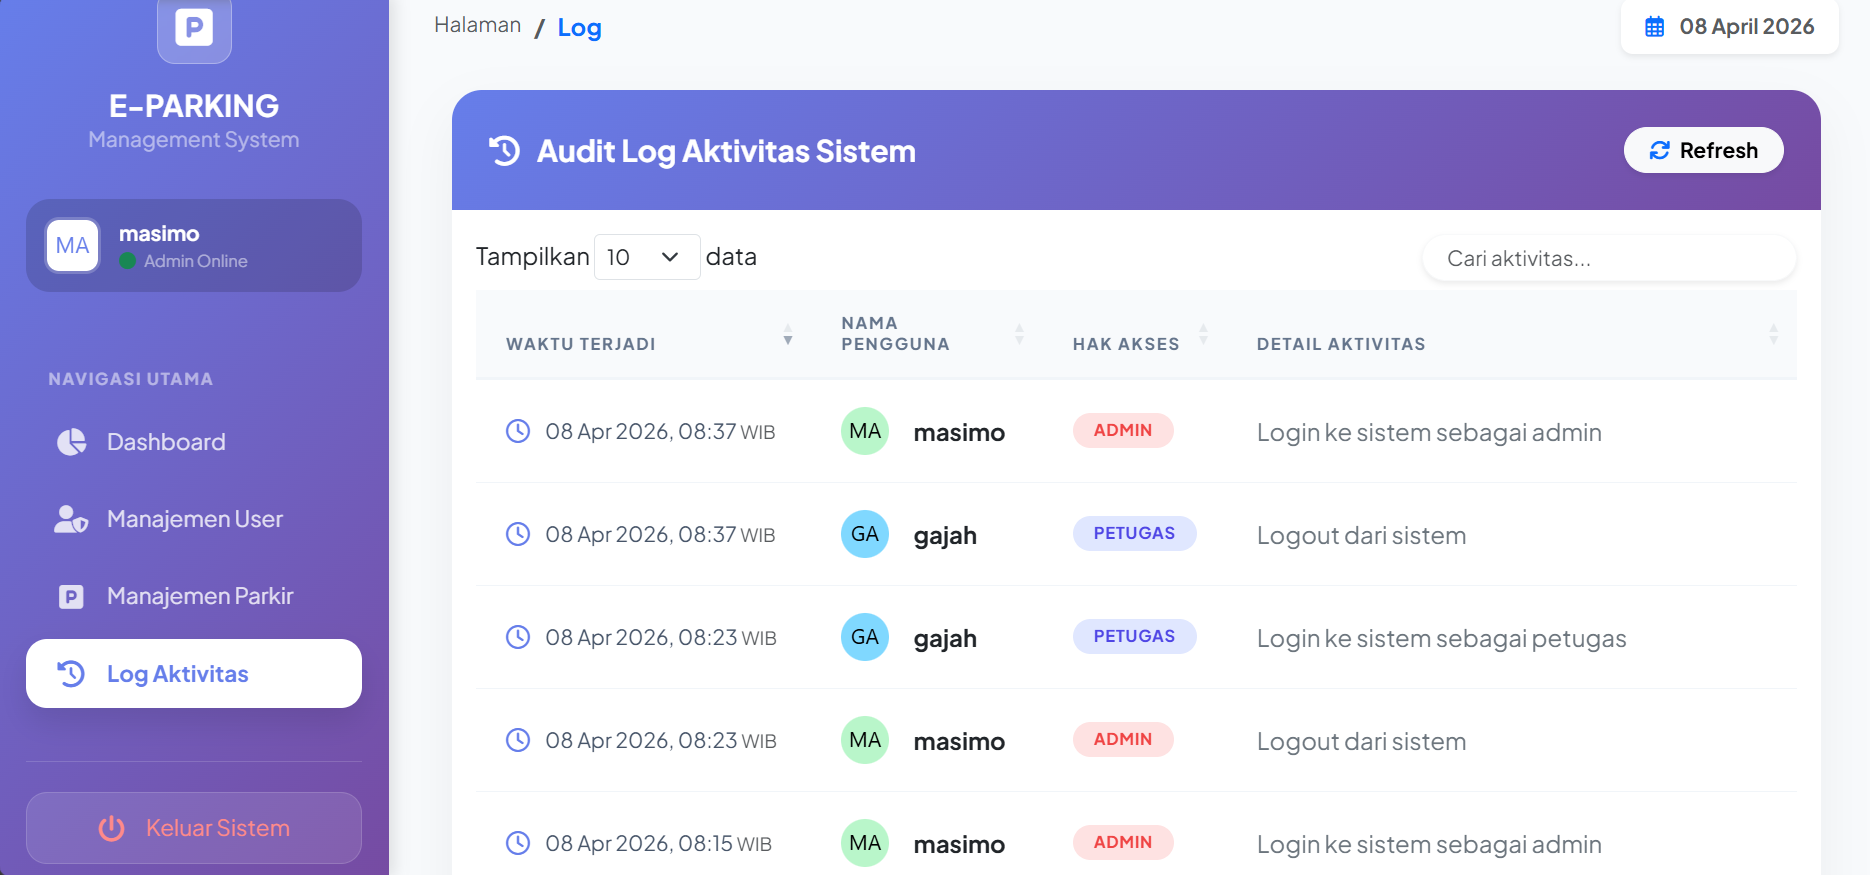 P
E-PARKING
Management System
MA
masimo
Admin Online
NAVIGASI UTAMA
Dashboard
Manajemen User
P
Manajemen Parkir
Log Aktivitas
Keluar Sistem
Halaman / Log
08 April 2026
Audit Log Aktivitas Sistem
Refresh
Tampilkan 10 data
Cari aktivitas...
WAKTU TERJADI
NAMA
PENGGUNA
HAK AKSES
DETAIL AKTIVITAS
08 Apr 2026, 08:37 WIB MA masimo ADMIN Login ke sistem sebagai admin
08 Apr 2026, 08:37 WIB GA gajah PETUGAS Logout dari sistem
08 Apr 2026, 08:23 WIB GA gajah PETUGAS Login ke sistem sebagai petugas
08 Apr 2026, 08:23 WIB MA masimo ADMIN Logout dari sistem
08 Apr 2026, 08:15 WIB MA masimo ADMIN Login ke sistem sebagai admin